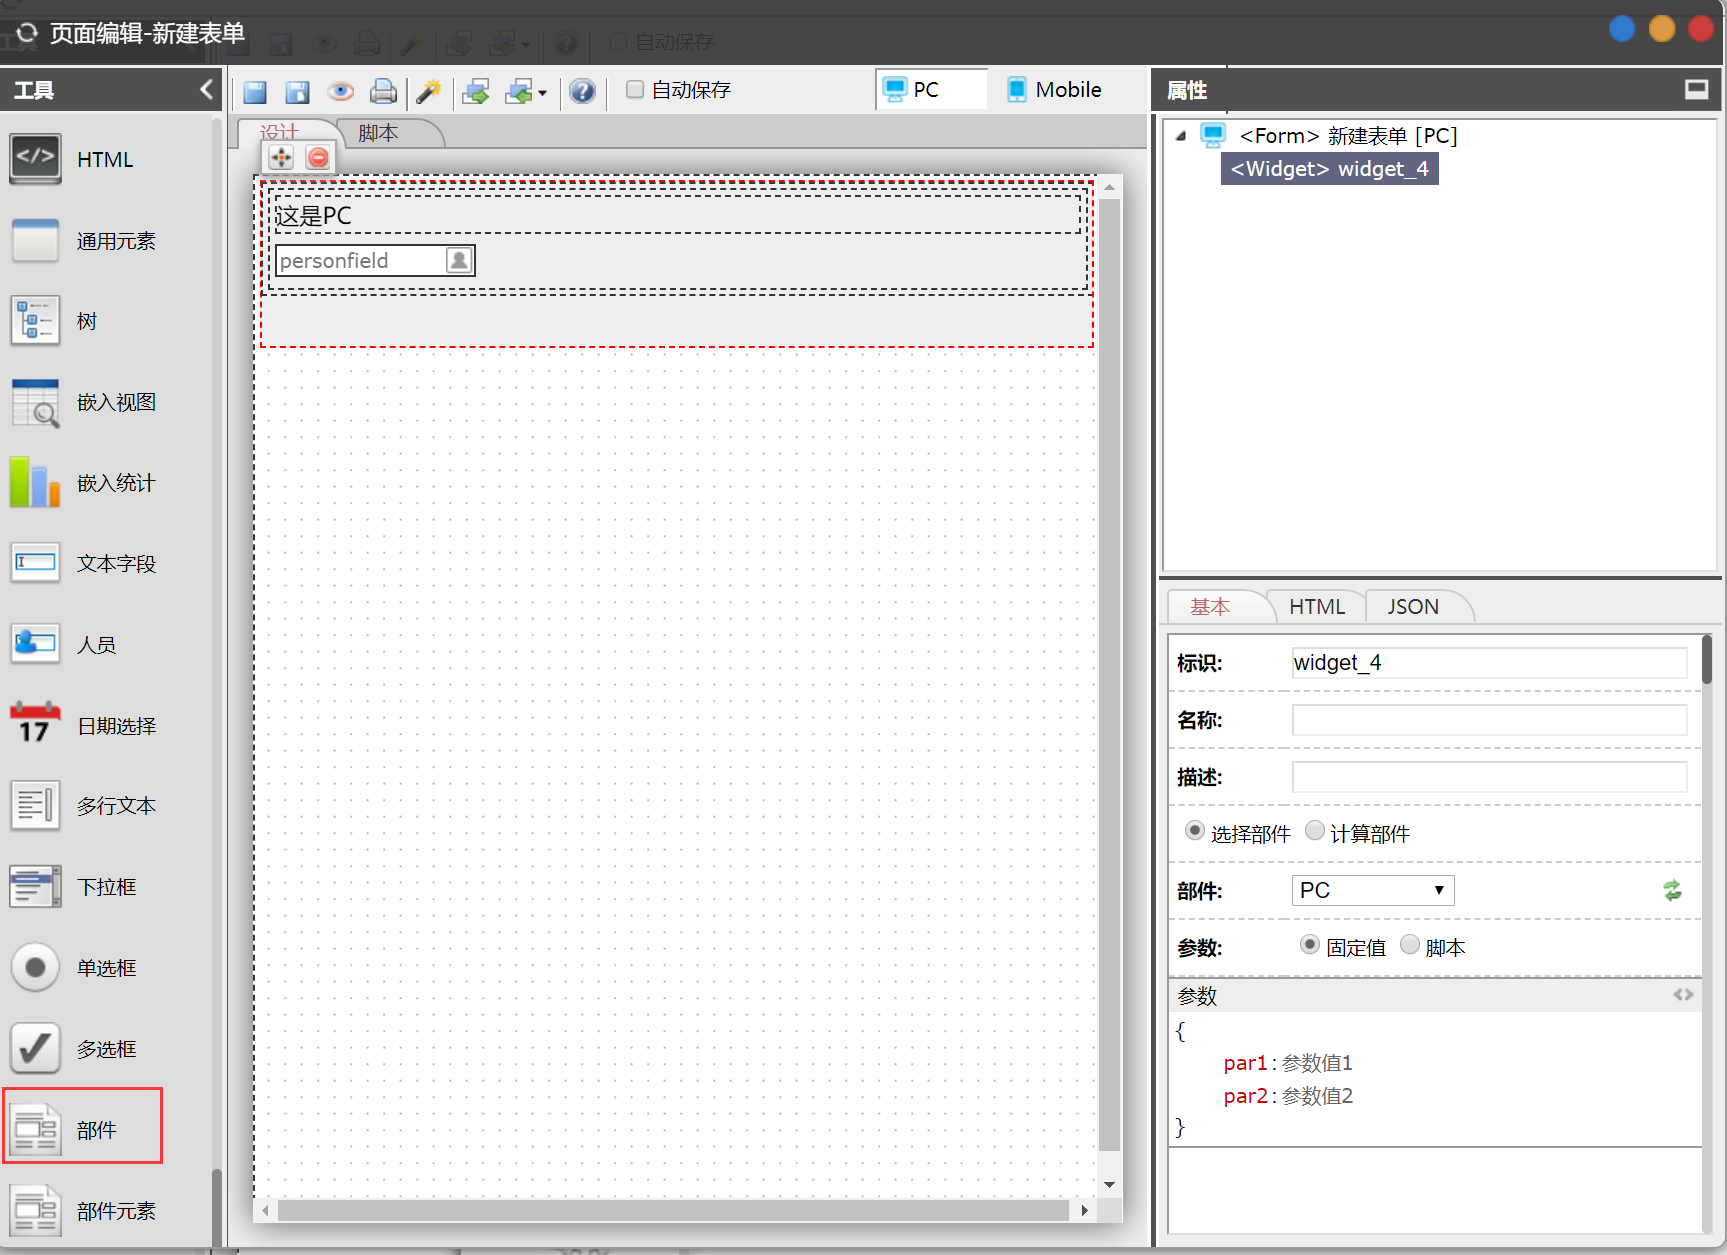 页面编辑-新建表单
自动保存
工具
自动保存
PC
Mobile
属性
设计
脚本
HTML
通用元素
树
嵌入视图
嵌入统计
文本字段
人员
17
日期选择
多行文本
下拉框
单选框
多选框
部件
部件元素
这是PC
personfield
<Form> 新建表单 [PC]
<Widget> widget_4
基本
HTML
JSON
标识:
widget_4
名称:
描述:
选择部件
计算部件
部件:
PC
参数:
固定值
脚本
参数
{
par1:参数值1
par2:参数值2
}